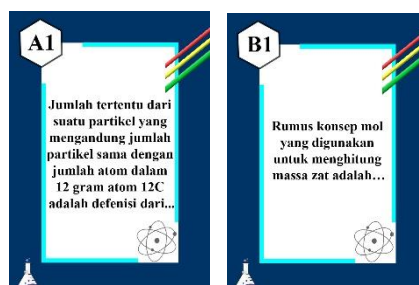 A1
Jumlah tertentu dari
suatu partikel yang
mengandung jumlah
partikel sama dengan
jumlah atom dalam
12 gram atom 12C
adalah defenisi dari...
B1
Rumus konsep mol
yang digunakan
untuk menghitung
massa zat adalah...